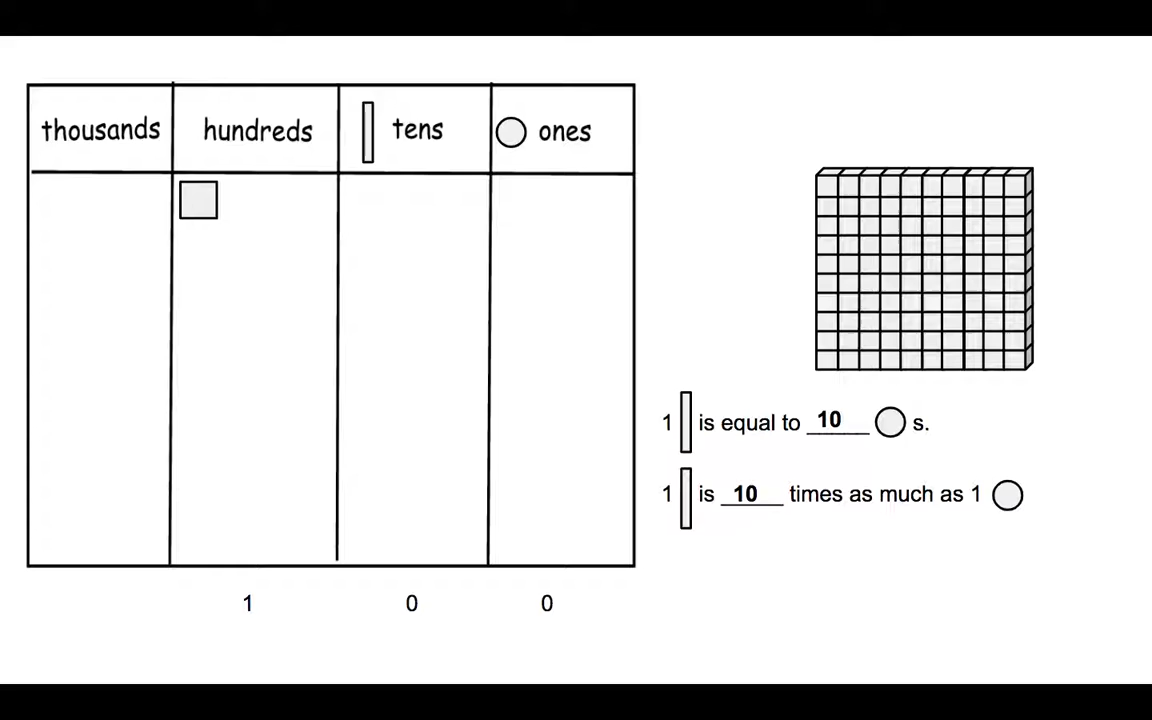 thousands hundreds tens ones
1 is equal to 10 s.
1 is 10 times as much as 1
1 0 0